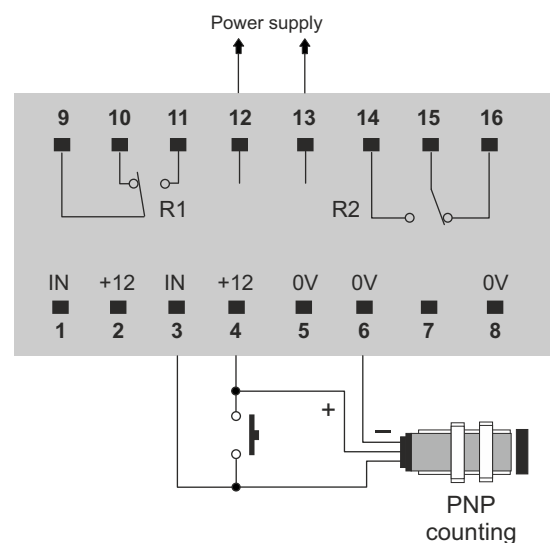 Power supply
9 10 11 12 13 14 15 16
R1 R2
IN +12 IN +12 0V 0V 0V
1 2 3 4 5 6 7 8
+ −
PNP
counting